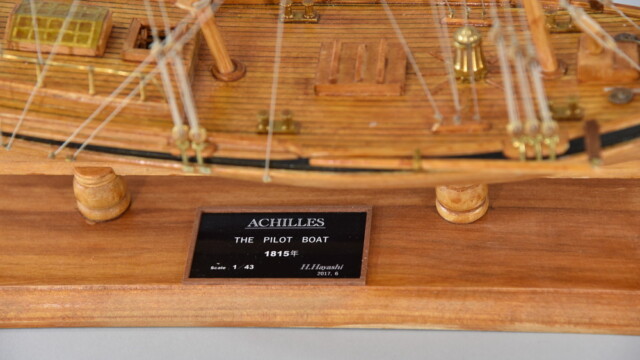 ACHILLES
THE PILOT BOAT
1815年
Scale 1/43 H.Hayashi
2017.6